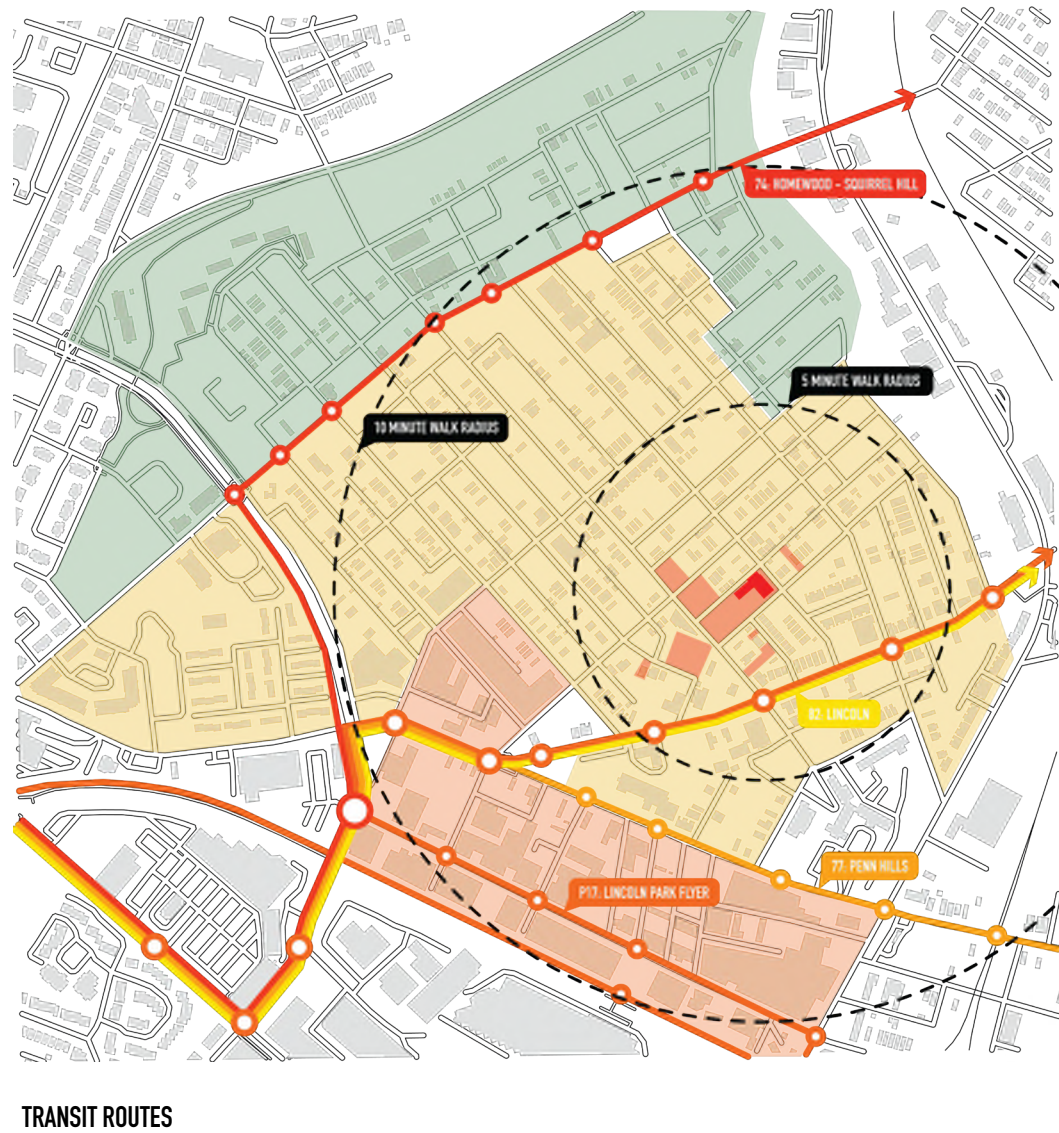 74: HOMEWOOD - SQUIRREL HILL
5 MINUTE WALK RADIUS
10 MINUTE WALK RADIUS
82: LINCOLN
77: PENN HILLS
P17: LINCOLN PARK FLYER
TRANSIT ROUTES